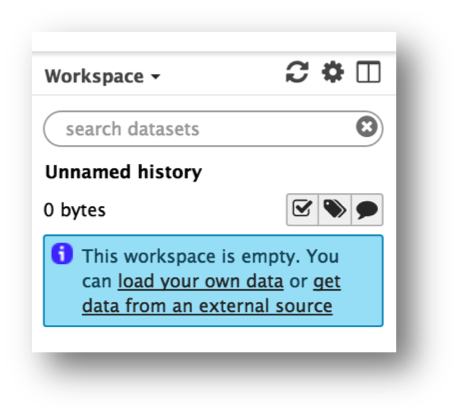 Workspace
search datasets
Unnamed history
0 bytes
This workspace is empty. You
can load your own data or get
data from an external source